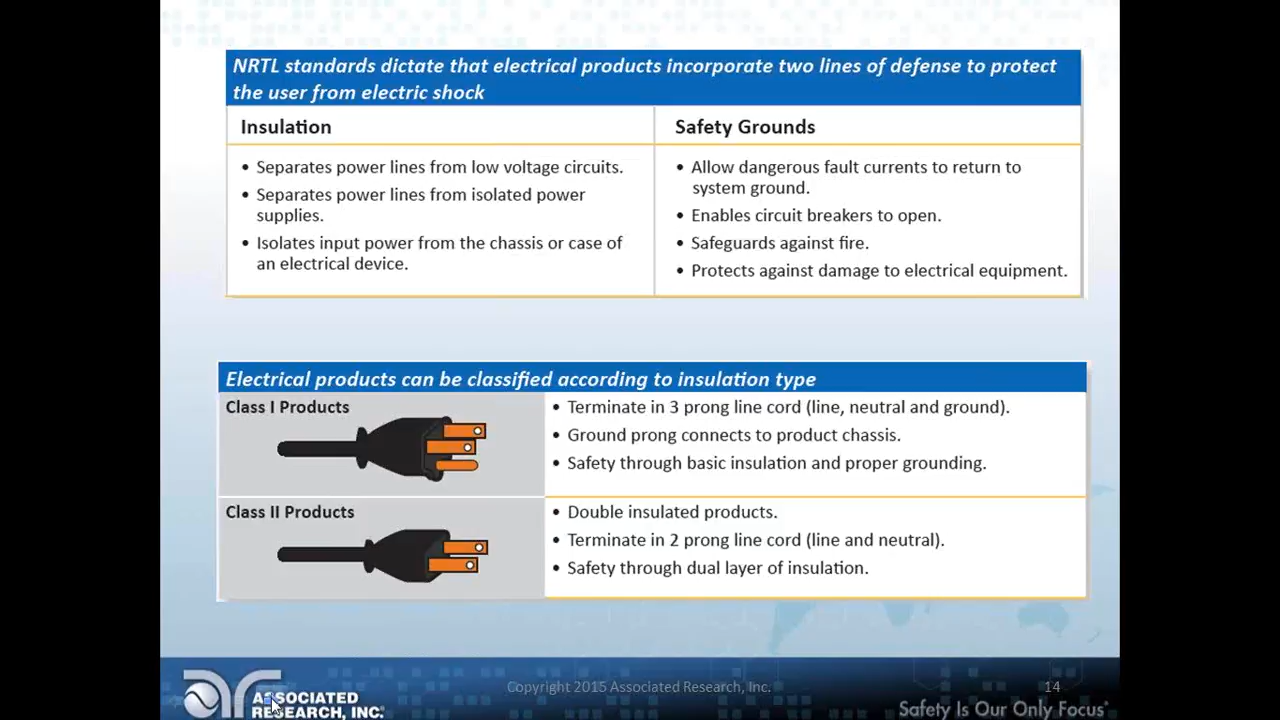 NRTL standards dictate that electrical products incorporate two lines of defense to protect
the user from electric shock
Insulation
• Separates power lines from low voltage circuits.
• Separates power lines from isolated power
supplies.
• Isolates input power from the chassis or case of
an electrical device.
Safety Grounds
• Allow dangerous fault currents to return to
system ground.
• Enables circuit breakers to open.
• Safeguards against fire.
• Protects against damage to electrical equipment.
Electrical products can be classified according to insulation type
Class I Products
• Terminate in 3 prong line cord (line, neutral and ground).
• Ground prong connects to product chassis.
• Safety through basic insulation and proper grounding.
Class II Products
• Double insulated products.
• Terminate in 2 prong line cord (line and neutral).
• Safety through dual layer of insulation.
ASSOCIATED
RESEARCH, INC.
Copyright 2015 Associated Research, Inc.
14
Safety Is Our Only Focus